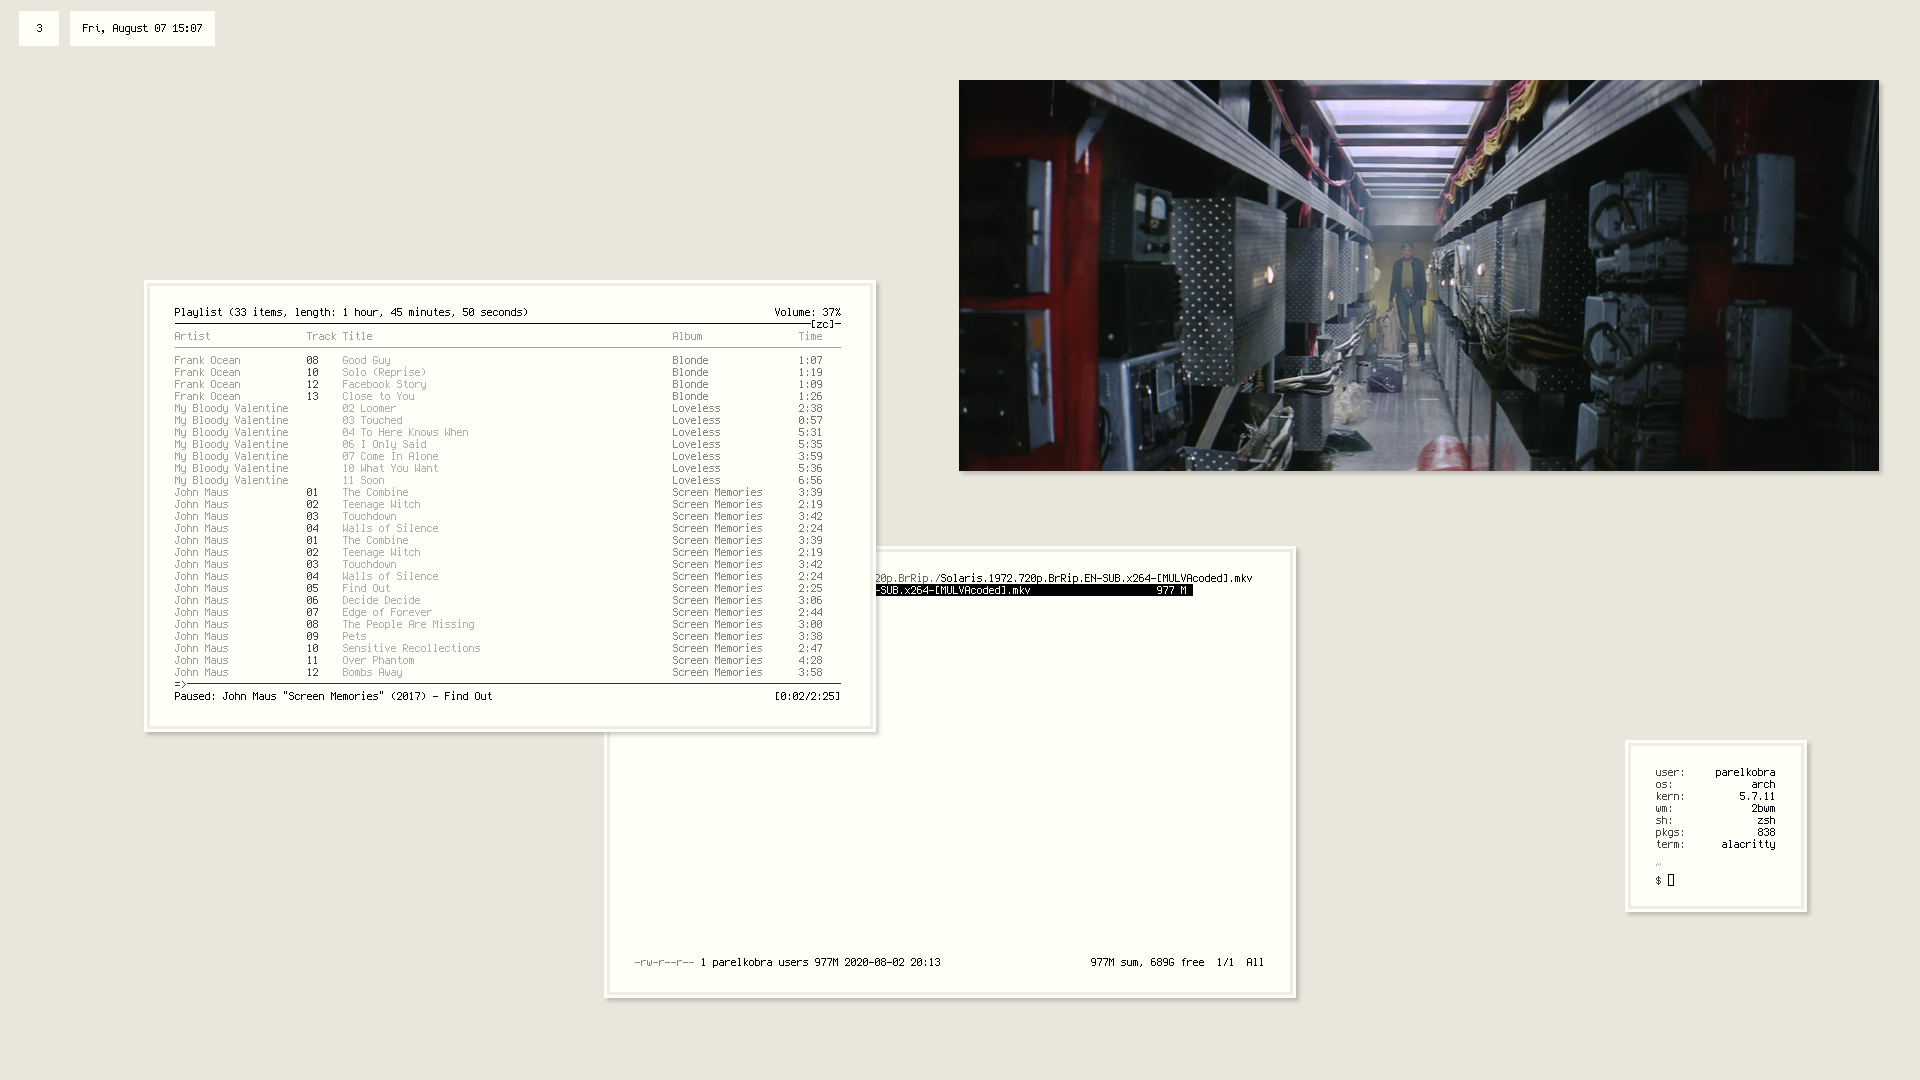 3
Fri, August 07 15:07
Playlist (33 items, length: 1 hour, 45 minutes, 50 seconds) Volume: 37%
[zc]
Artist Track Title Album Time
Frank Ocean 08 Good Guy Blonde 1:07
Frank Ocean 10 Solo (Reprise) Blonde 1:19
Frank Ocean 12 Facebook Story Blonde 1:09
Frank Ocean 13 Close to You Blonde 1:26
My Bloody Valentine 02 Loomer Loveless 2:38
My Bloody Valentine 03 Touched Loveless 0:57
My Bloody Valentine 04 To Here Knows When Loveless 5:31
My Bloody Valentine 06 I Only Said Loveless 5:35
My Bloody Valentine 07 Come In Alone Loveless 3:59
My Bloody Valentine 10 What You Want Loveless 5:36
My Bloody Valentine 11 Soon Loveless 6:56
John Maus 01 The Combine Screen Memories 3:39
John Maus 02 Teenage Witch Screen Memories 2:19
John Maus 03 Touchdown Screen Memories 3:42
John Maus 04 Walls of Silence Screen Memories 2:24
John Maus 01 The Combine Screen Memories 3:39
John Maus 02 Teenage Witch Screen Memories 2:19
John Maus 03 Touchdown Screen Memories 3:42
John Maus 04 Walls of Silence Screen Memories 2:24
John Maus 05 Find Out Screen Memories 2:25
John Maus 06 Decide Decide Screen Memories 3:06
John Maus 07 Edge of Forever Screen Memories 2:44
John Maus 08 The People Are Missing Screen Memories 3:00
John Maus 09 Pets Screen Memories 3:38
John Maus 10 Sensitive Recollections Screen Memories 2:47
John Maus 11 Over Phantom Screen Memories 4:28
John Maus 12 Bombs Away Screen Memories 3:58
=>
Paused: John Maus "Screen Memories" (2017) - Find Out [0:02/2:25]
20p.BrRip./Solaris.1972.720p.BrRip.EN-SUB.x264-[MULVAcoded].mkv
-SUB.x264-[MULVAcoded].mkv 977 M
-rw-r--r-- 1 parelkobra users 977M 2020-08-02 20:13 977M sum, 689G free 1/1 All
user: parelkobra
os: arch
kern: 5.7.11
wm: 2bwm
sh: zsh
pkgs: 838
term: alacritty
~
$